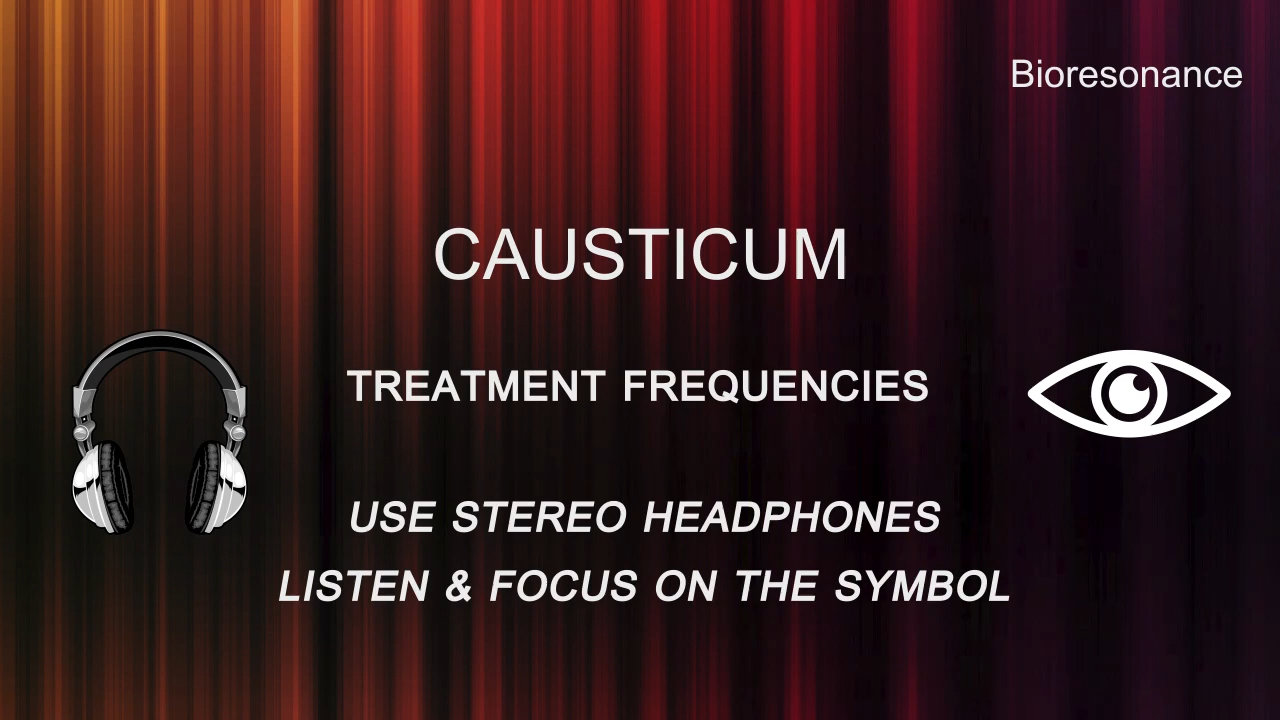 Bioresonance
CAUSTICUM
TREATMENT FREQUENCIES
USE STEREO HEADPHONES
LISTEN & FOCUS ON THE SYMBOL